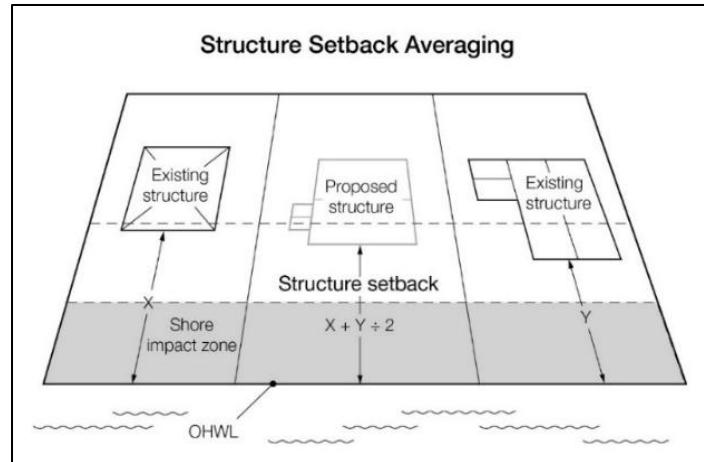 Structure Setback Averaging
Existing
structure
Proposed
structure
Existing
structure
Structure setback
X
X + Y ÷ 2
Y
Shore
impact zone
OHWL